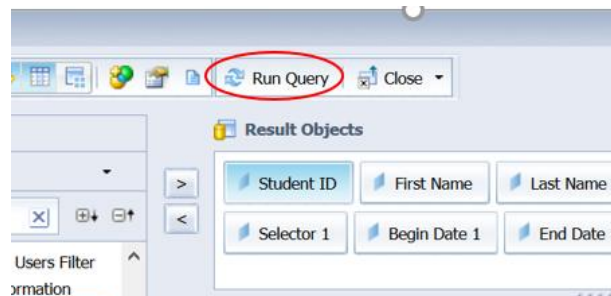 Run Query Close
Result Objects
Student ID First Name Last Name
Selector 1 Begin Date 1 End Date
Users Filter